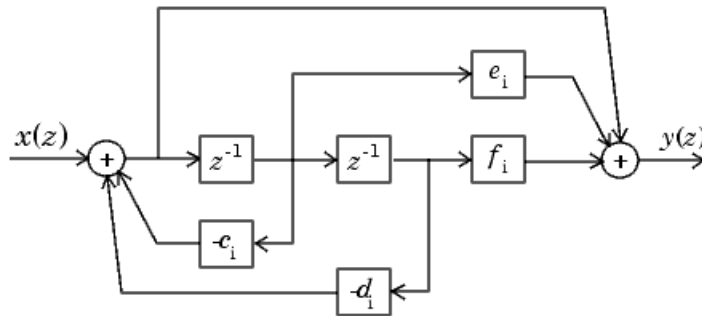 e_i
x(z)
y(z)
+
z^{-1}
z^{-1}
f_i
+
-c_i
-d_i